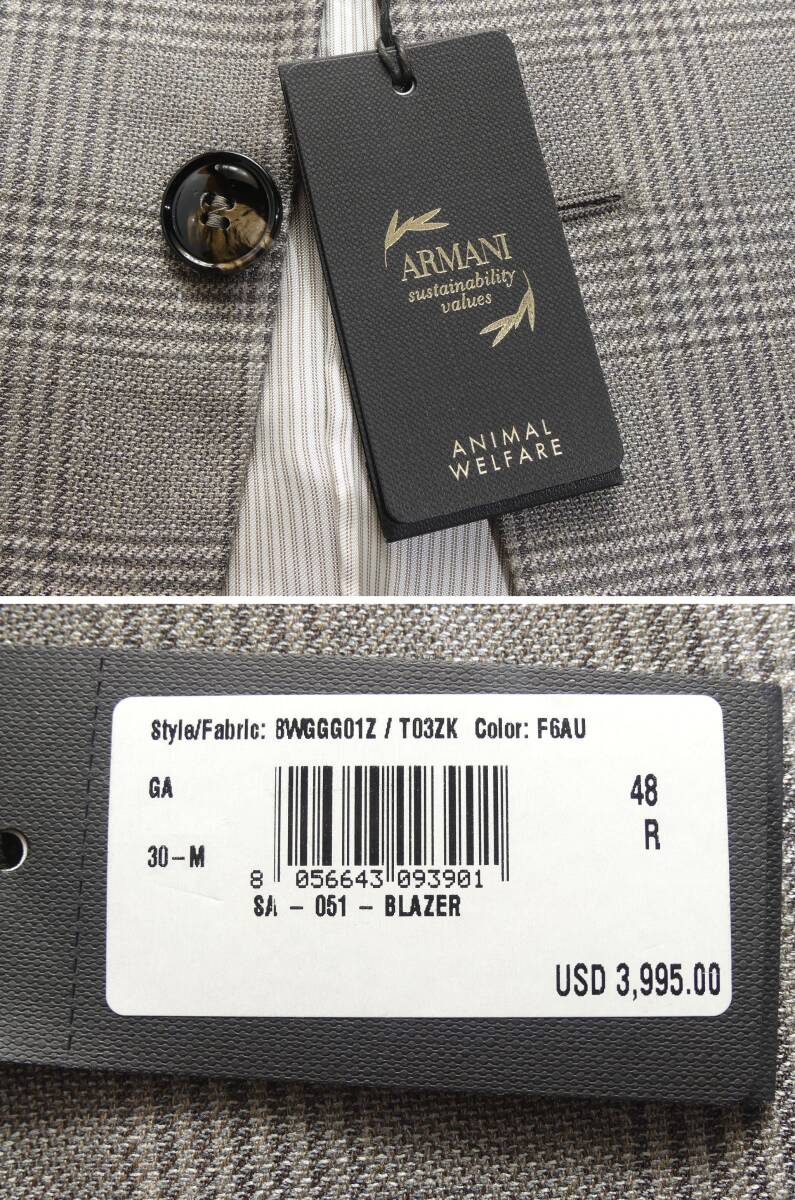 ARMANI
sustainability
values
ANIMAL
WELFARE
Style/Fabric: 8WGGG01Z / T03ZK Color: F6AU
GA
48
R
30-M
8 056643 093901
SA - 051 - BLAZER
USD 3,995.00